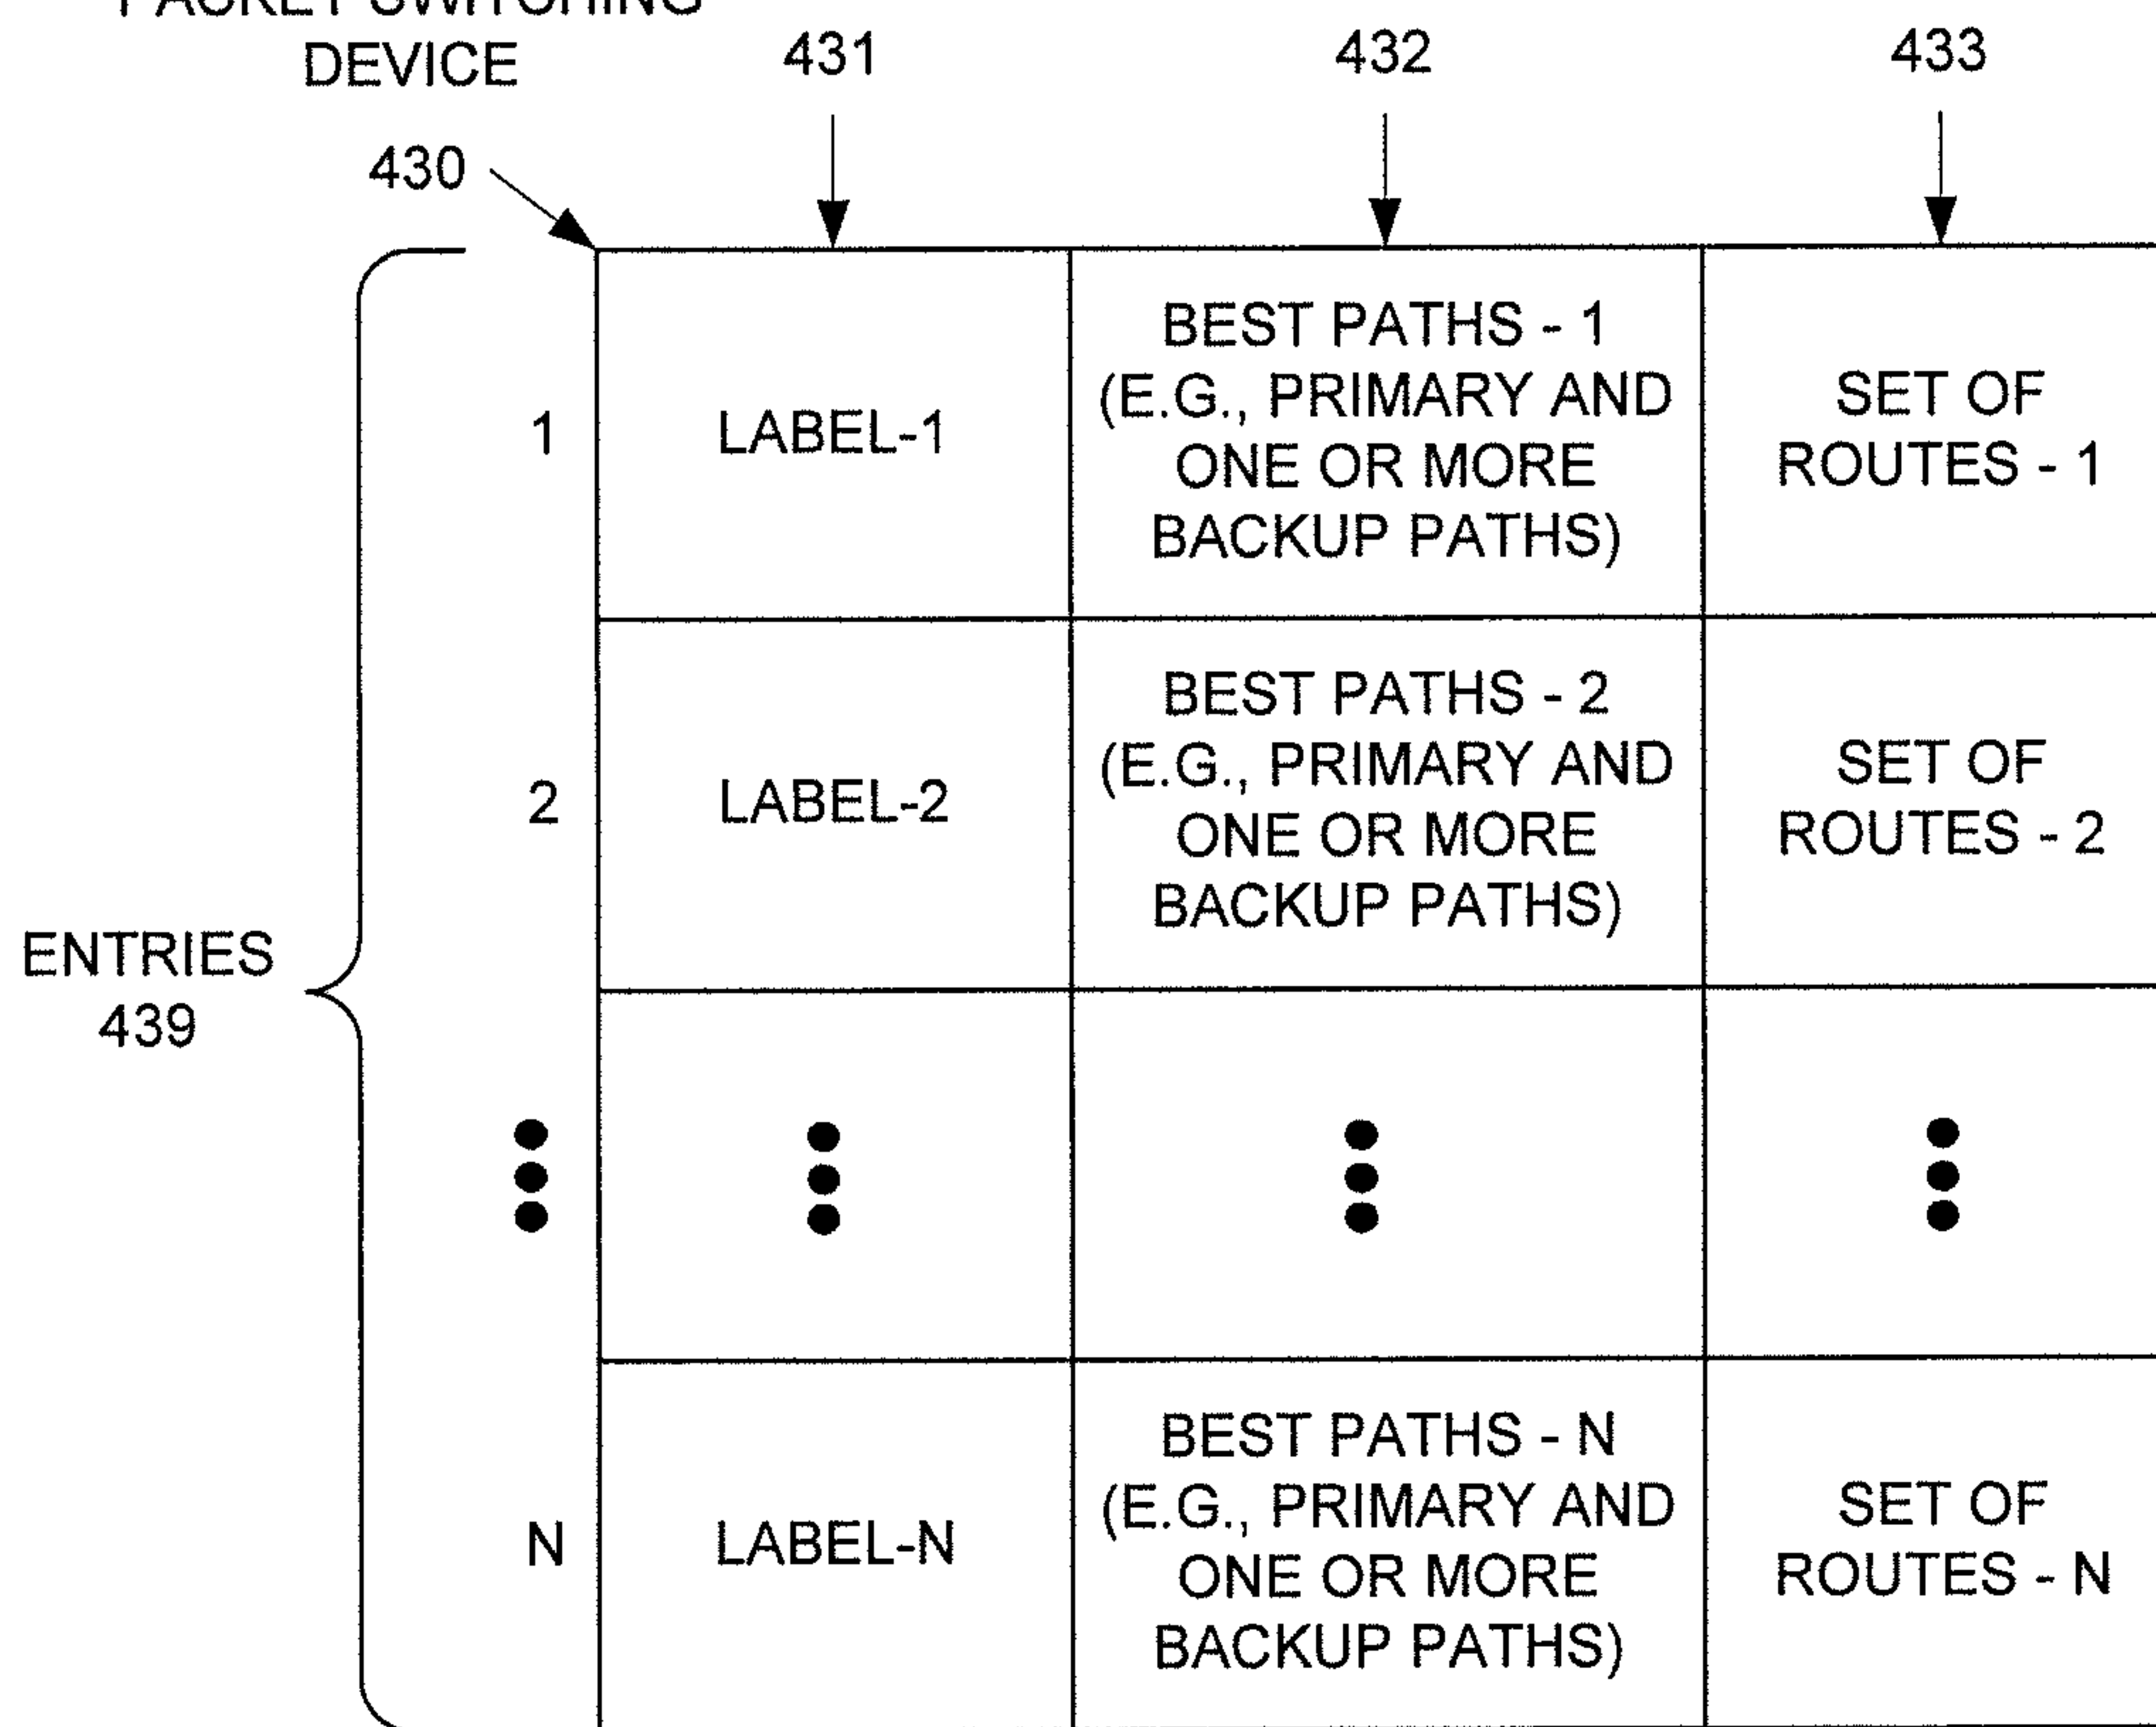 PACKET SWITCHING
DEVICE
431
432
433
430
1
LABEL-1
BEST PATHS - 1
(E.G., PRIMARY AND
ONE OR MORE
BACKUP PATHS)
SET OF
ROUTES - 1
2
LABEL-2
BEST PATHS - 2
(E.G., PRIMARY AND
ONE OR MORE
BACKUP PATHS)
SET OF
ROUTES - 2
ENTRIES
439
N
LABEL-N
BEST PATHS - N
(E.G., PRIMARY AND
ONE OR MORE
BACKUP PATHS)
SET OF
ROUTES - N